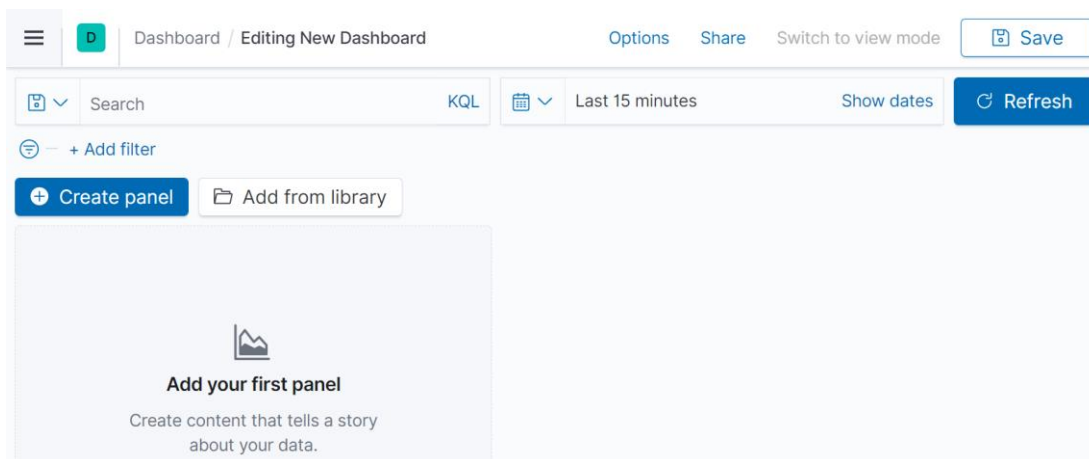 D Dashboard / Editing New Dashboard Options Share Switch to view mode Save
Search KQL Last 15 minutes Show dates Refresh
+ Add filter
Create panel Add from library
Add your first panel
Create content that tells a story
about your data.